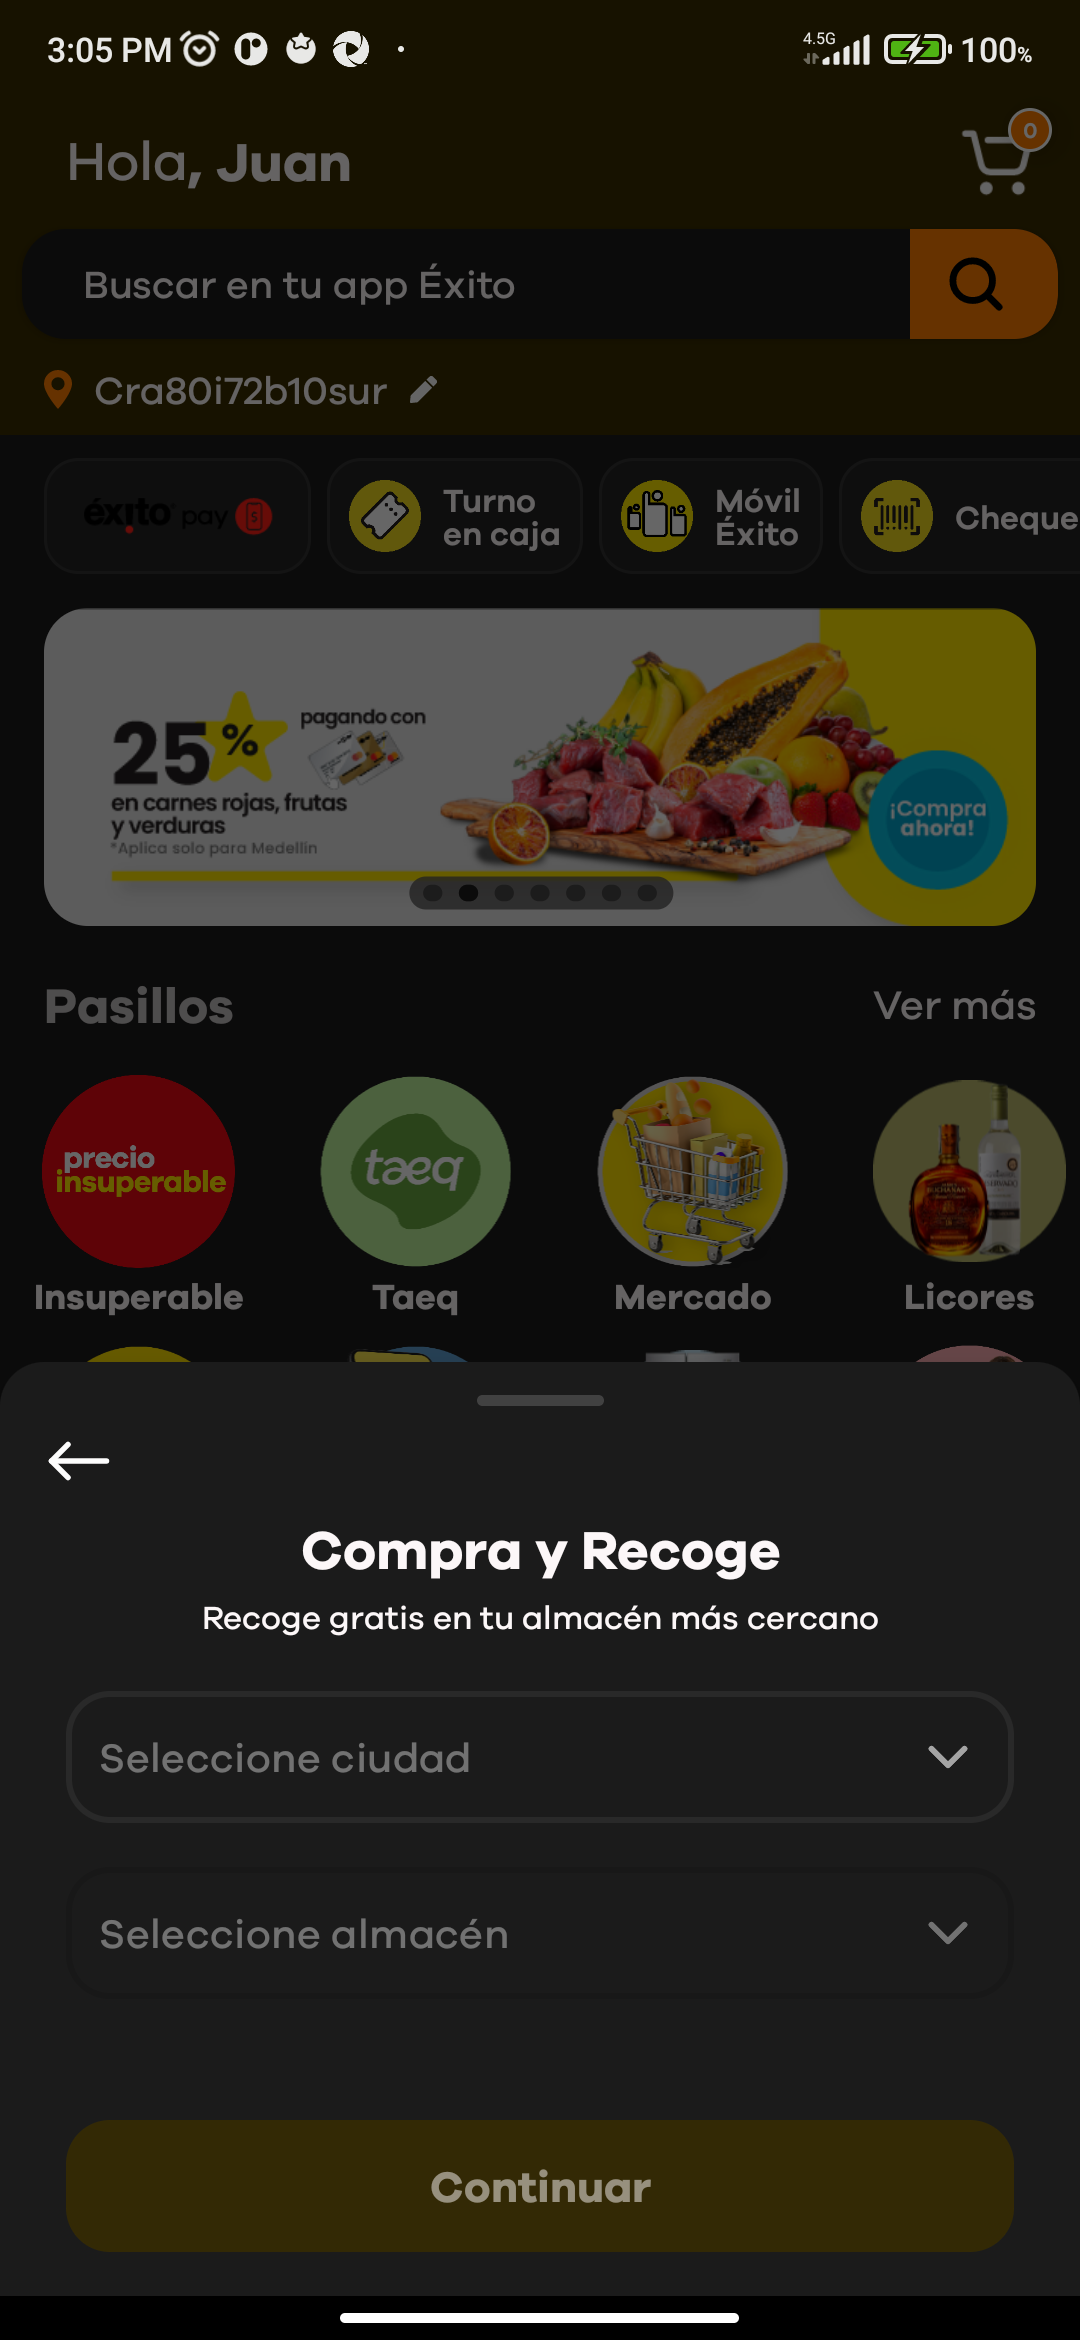 3:05 PM
4.5G
100%
Hola, Juan
0
Buscar en tu app Éxito
Cra80i72b10sur
éxito pay
$
Turno
en caja
Móvil
Éxito
Cheque
25%
pagando con
en carnes rojas, frutas
y verduras
*Aplica solo para Medellín
¡Compra
ahora!
Pasillos
Ver más
precio
insuperable
taeq
Insuperable
Taeq
Mercado
Licores
Compra y Recoge
Recoge gratis en tu almacén más cercano
Seleccione ciudad
Seleccione almacén
Continuar